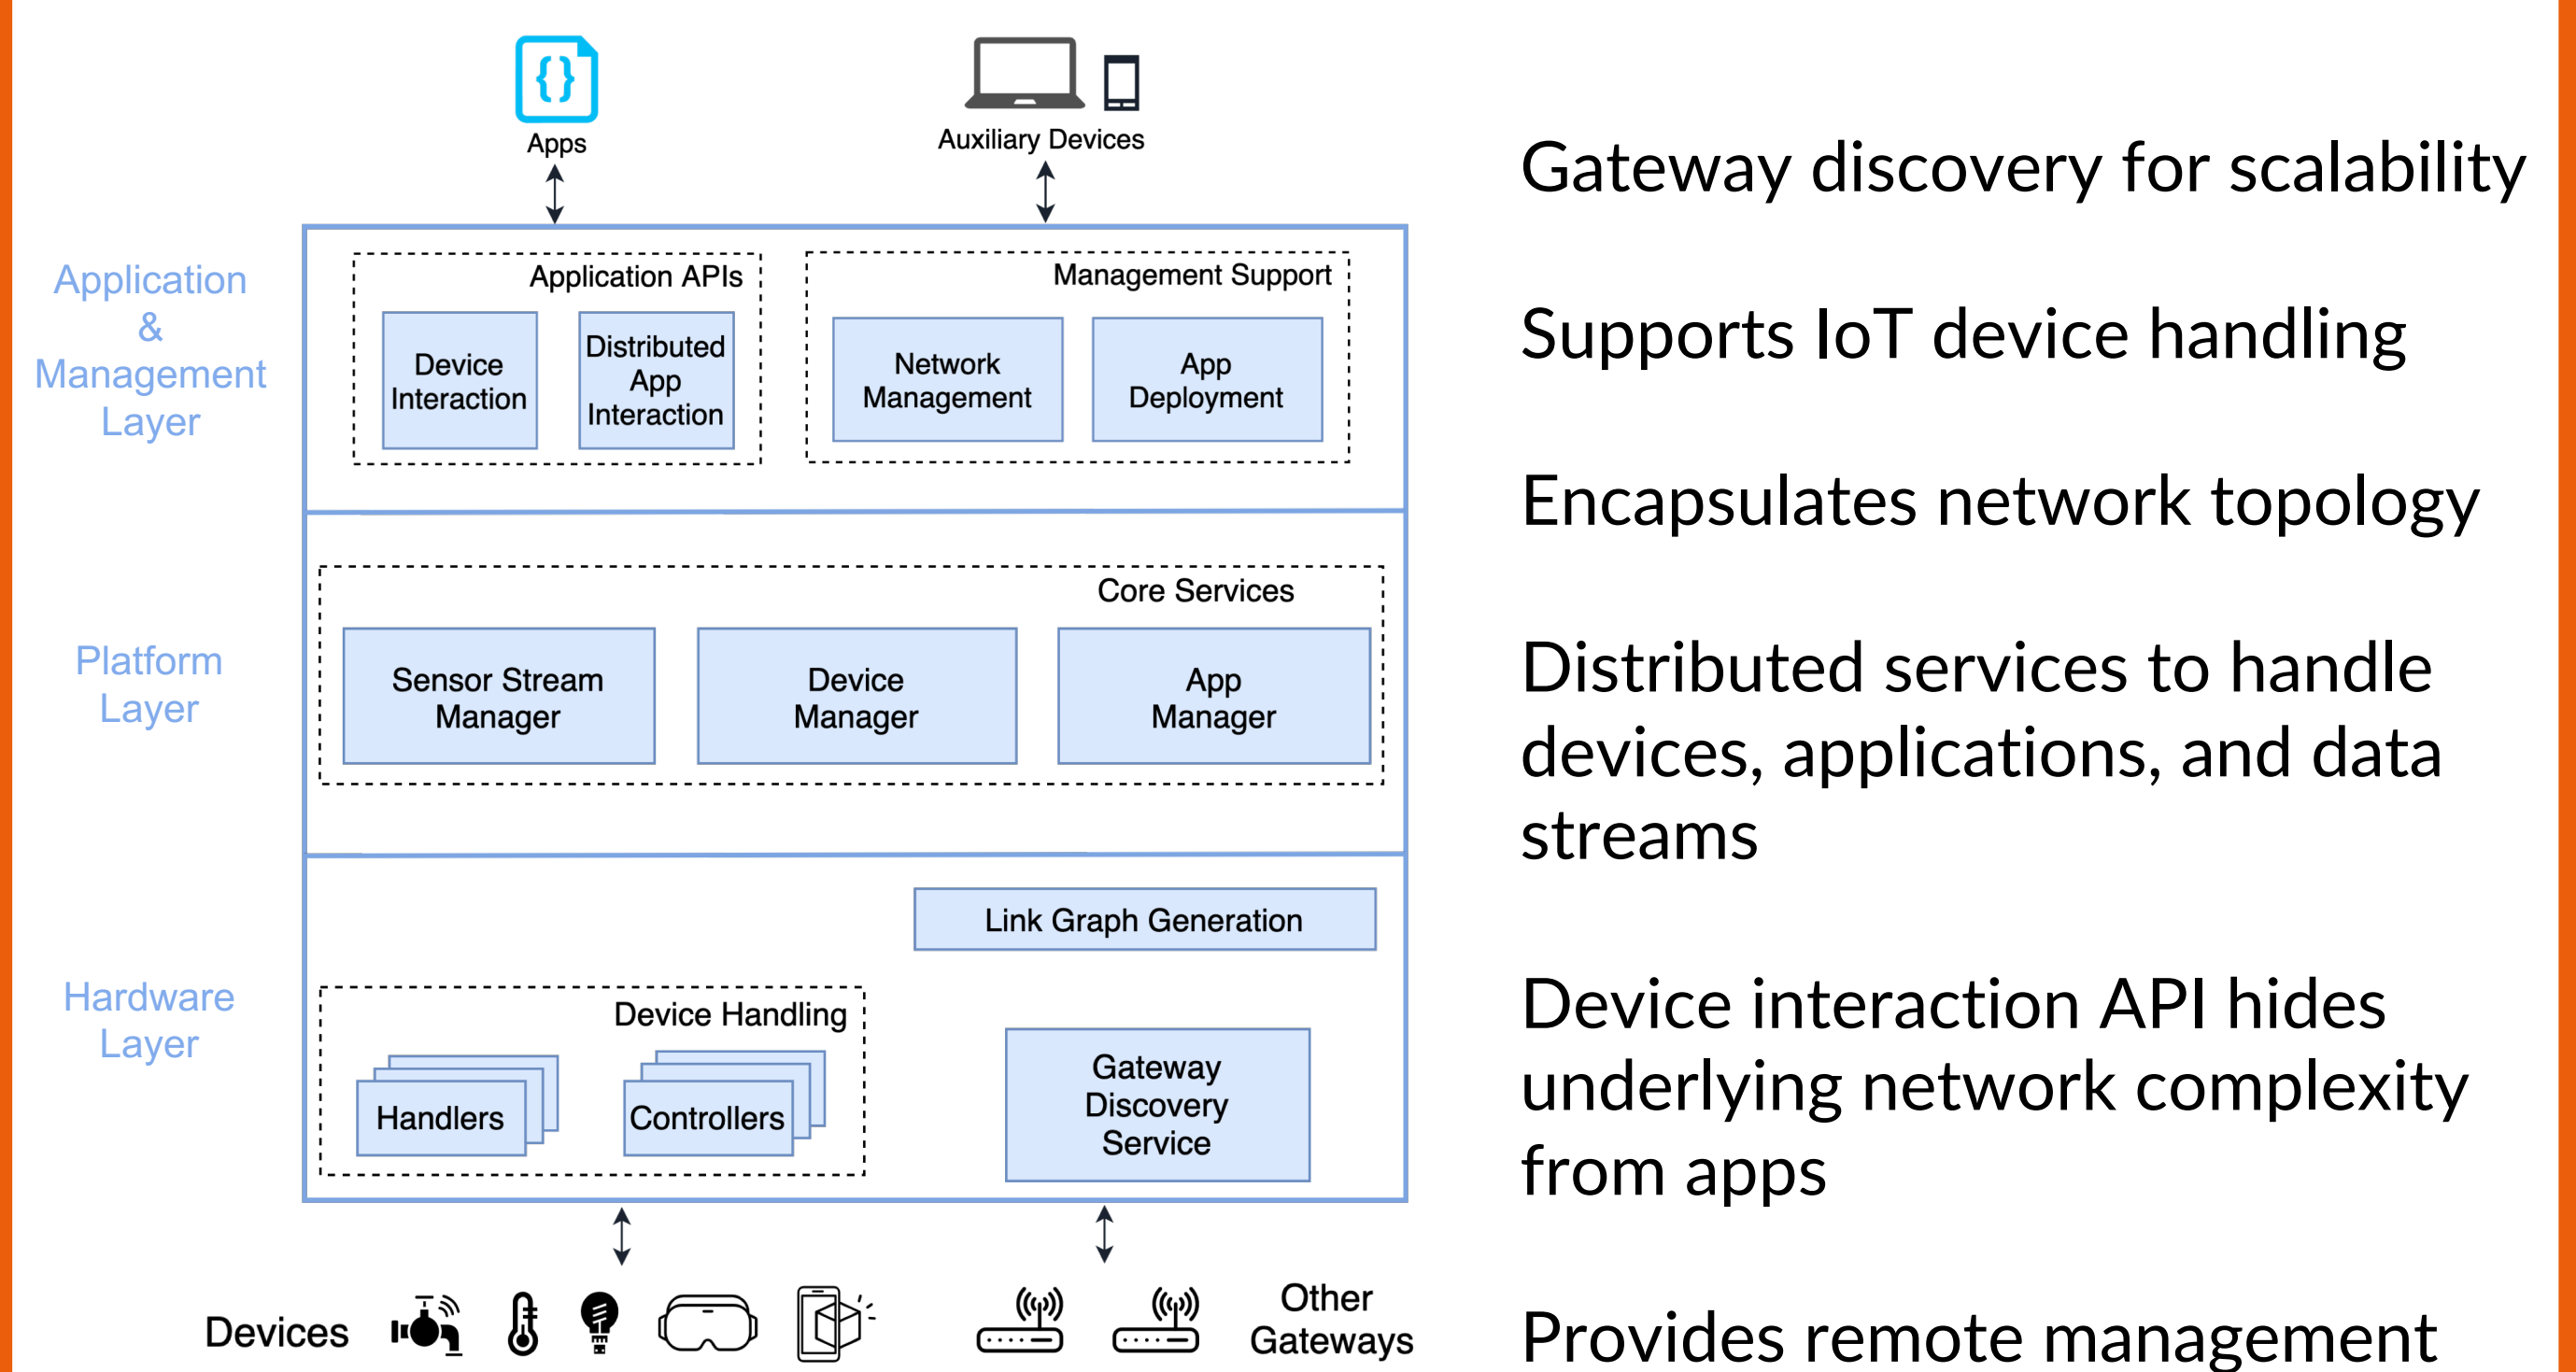 Apps
Auxiliary Devices
Application
&
Management
Layer
Application APIs
Device
Interaction
Distributed
App
Interaction
Management Support
Network
Management
App
Deployment
Platform
Layer
Core Services
Sensor Stream
Manager
Device
Manager
App
Manager
Hardware
Layer
Link Graph Generation
Device Handling
Handlers
Controllers
Gateway
Discovery
Service
Devices
Other
Gateways
Gateway discovery for scalability
Supports IoT device handling
Encapsulates network topology
Distributed services to handle
devices, applications, and data
streams
Device interaction API hides
underlying network complexity
from apps
Provides remote management